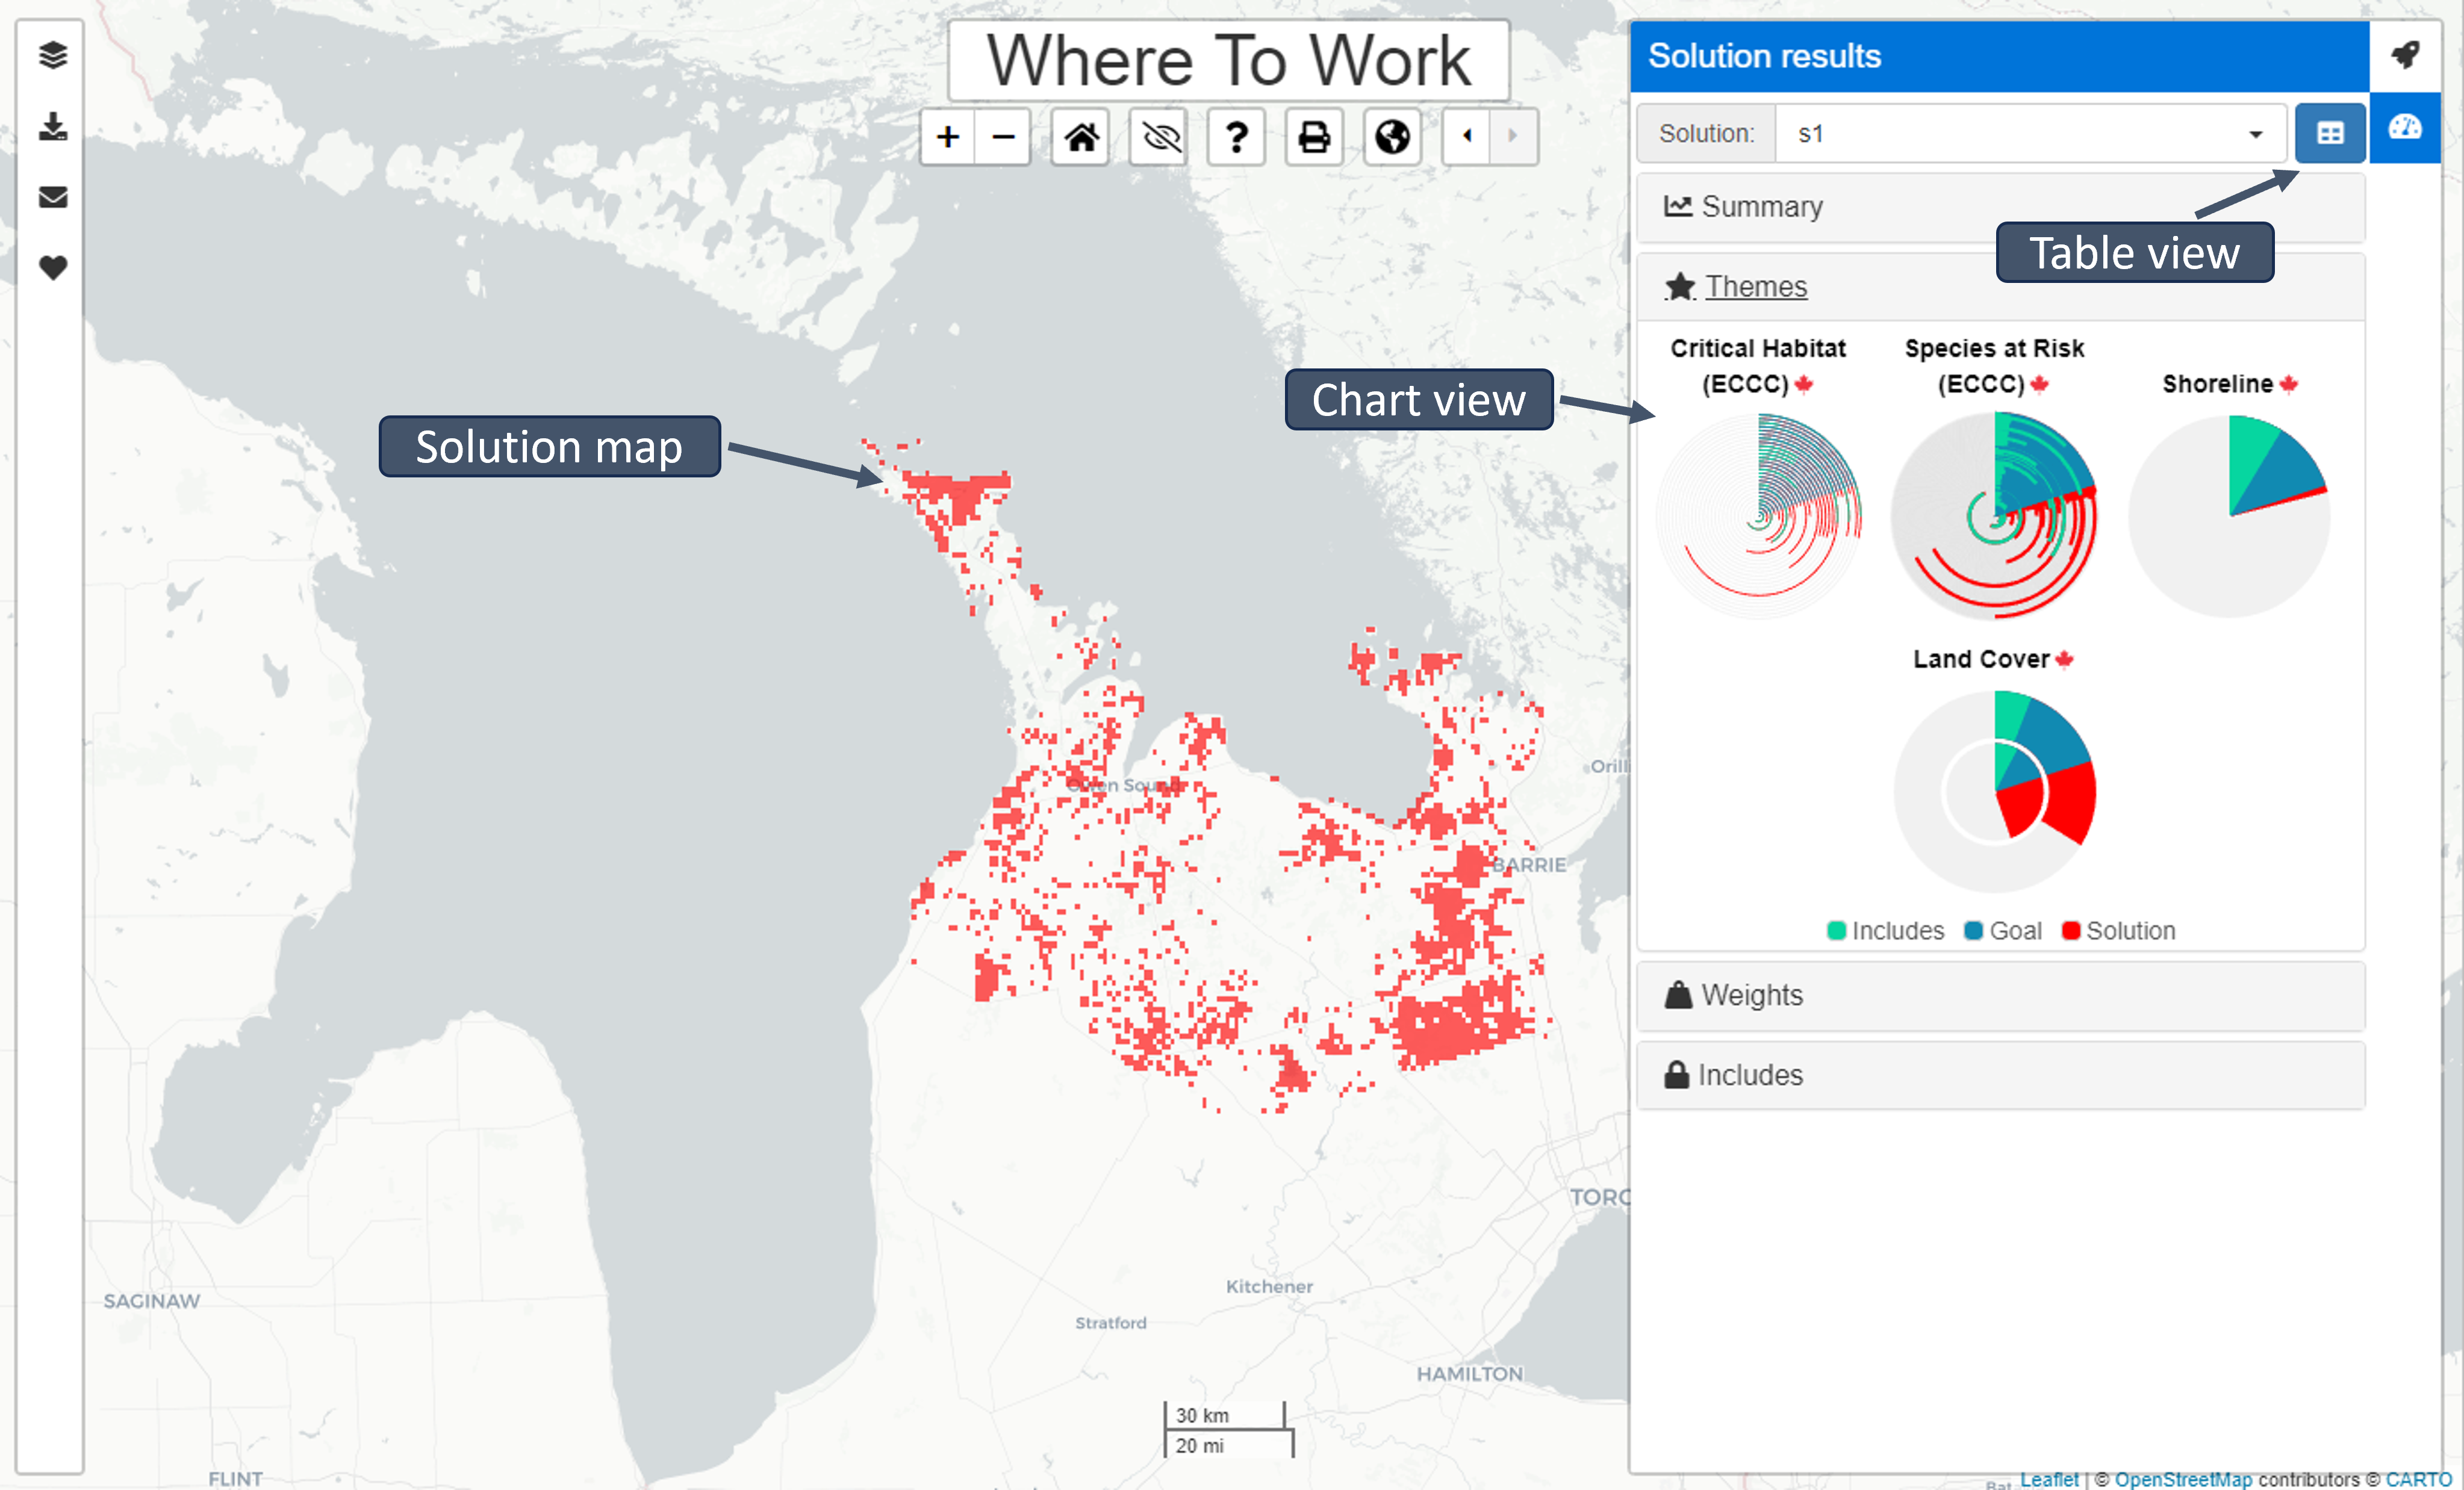 Where To Work
+ −
?
Solution results
Solution: s1
Summary
Table view
Themes
Critical Habitat
(ECCC)
Species at Risk
(ECCC)
Shoreline
Chart view
Solution map
Land Cover
Includes Goal Solution
Weights
Includes
Owen Sound
BARRIE
Kitchener
Stratford
HAMILTON
SAGINAW
FLINT
30 km
20 mi
Leaflet | © OpenStreetMap contributors © CARTO